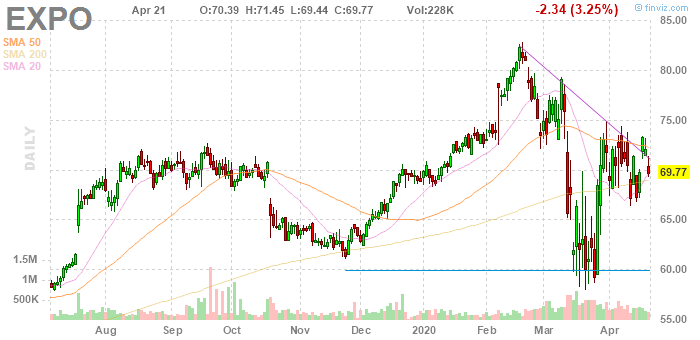 © finviz.com
EXPO
Apr 21 O:70.39 H:71.45 L:69.44 C:69.77 Vol:228K -2.34 (3.25%)
SMA 50
SMA 200
SMA 20
DAILY
85.00
80.00
75.00
69.77
65.00
60.00
55.00
1.5M
1M
500K
Aug Sep Oct Nov Dec 2020 Feb Mar Apr